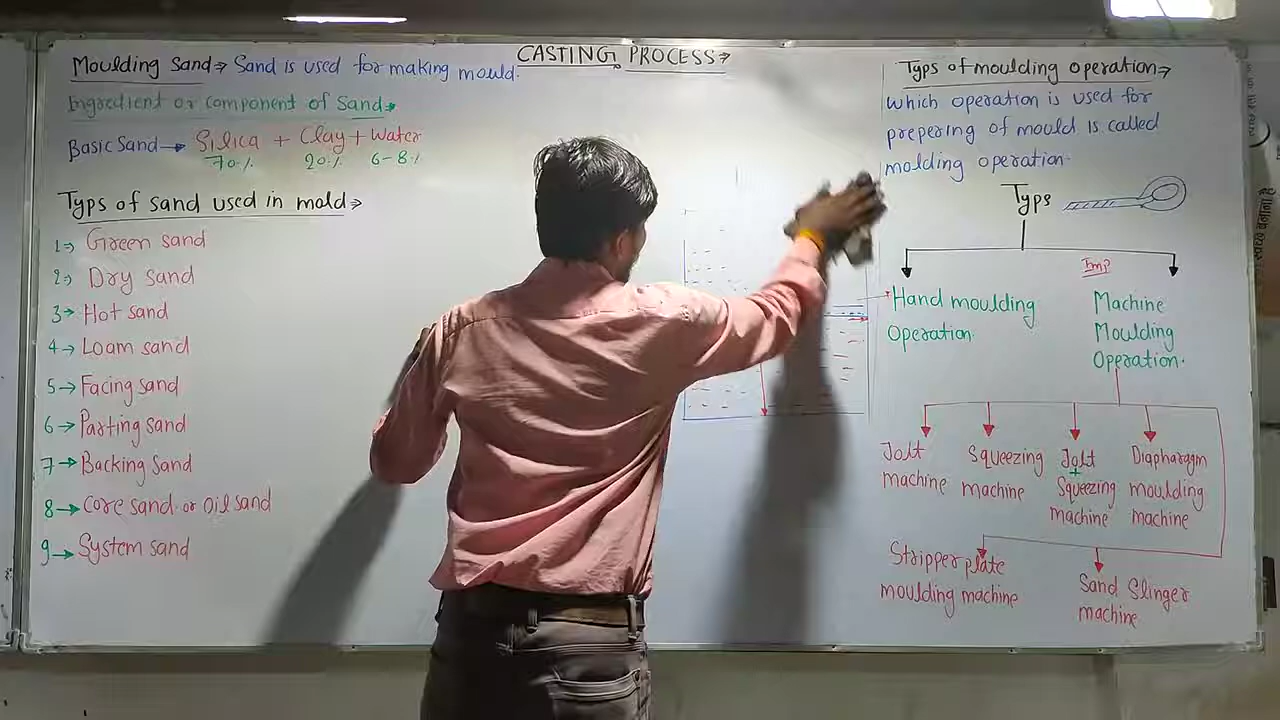 CASTING PROCESS→
Moulding Sand→ Sand is used for making mould.
Ingredient or component of Sand→
Basic Sand→ Silica + Clay + Water
70% 20% 6-8%
Typs of sand used in mold→
1→ Green sand
2→ Dry sand
3→ Hot sand
4→ Loam sand
5→ Facing sand
6→ Parting sand
7→ Backing sand
8→ Core sand or Oil sand
9→ System sand
Typs of moulding operation→
which operation is used for
prepering of mould is called
molding operation.
Typs
Hand moulding
Operation.
Imp
Machine
Moulding
Operation.
Jolt
machine
Squeezing
machine
Jolt
+
Squeezing
machine
Diapharagm
moulding
machine
Stripper plate
moulding machine
Sand Slinger
machine